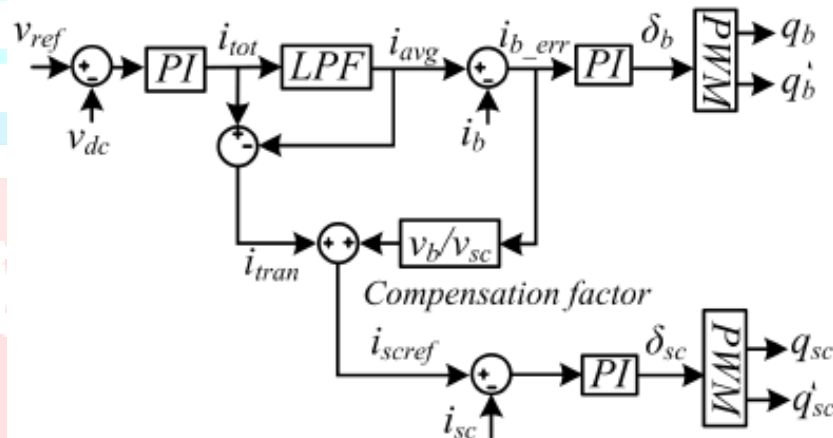 v_ref
+
-
PI
i_tot
LPF
i_avg
+
-
i_b_err
PI
δ_b
PWM
q_b
q_b'
v_dc
+
-
i_b
i_tran
+ +
v_b/v_sc
Compensation factor
i_scref
+
-
PI
δ_sc
PWM
q_sc
q'_sc
i_sc